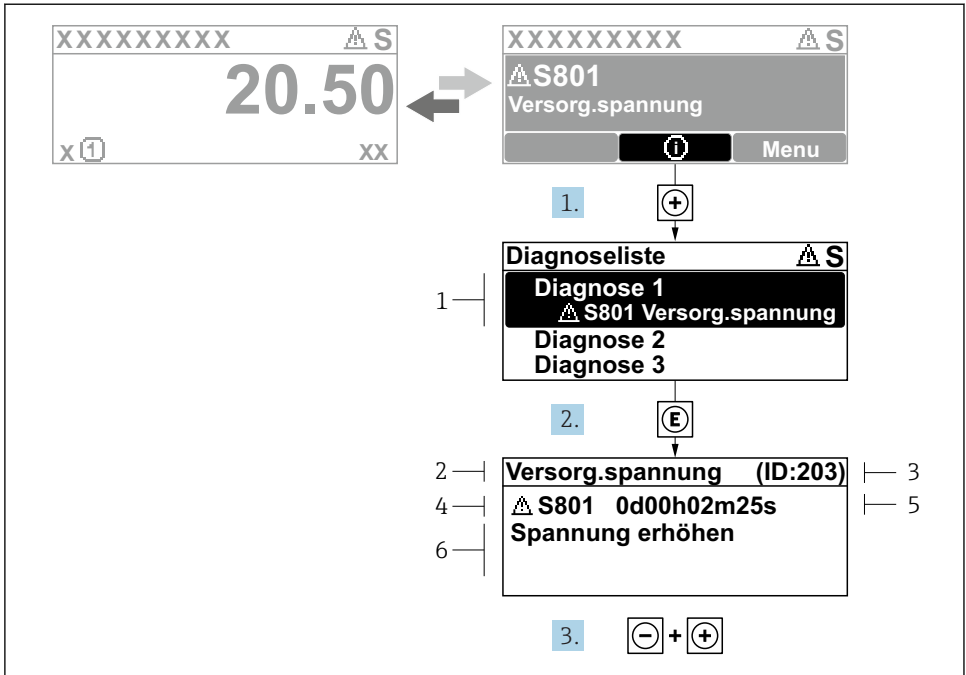 XXXXXXXXX ⚠ S
20.50
x ① XX
XXXXXXXXX ⚠ S
⚠ S801
Versorg.spannung
ⓘ Menu
1. ⊕
Diagnoseliste ⚠ S
1
Diagnose 1
⚠ S801 Versorg.spannung
Diagnose 2
Diagnose 3
2. Ⓔ
2 Versorg.spannung (ID:203) 3
4 ⚠ S801 0d00h02m25s 5
6 Spannung erhöhen
3. ⊖ + ⊕